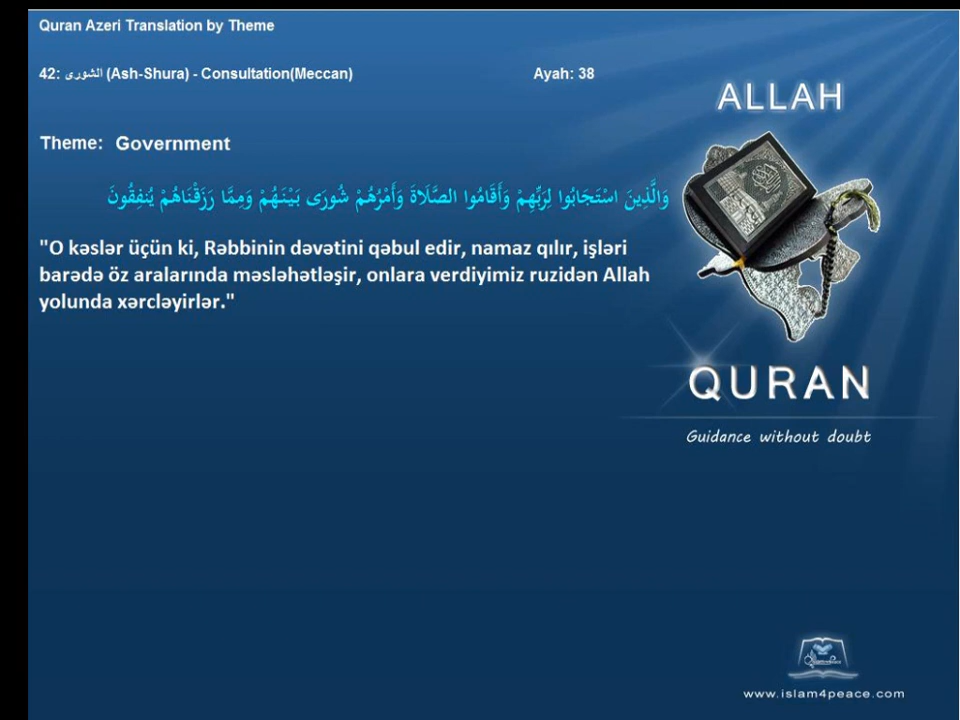 Quran Azeri Translation by Theme
42: الشورى (Ash-Shura) - Consultation(Meccan) Ayah: 38
ALLAH
Theme: Government
وَالَّذِينَ اسْتَجَابُوا لِرَبِّهِمْ وَأَقَامُوا الصَّلَاةَ وَأَمْرُهُمْ شُورَى بَيْنَهُمْ وَمِمَّا رَزَقْنَاهُمْ يُنفِقُونَ
"O kəslər üçün ki, Rəbbinin dəvətini qəbul edir, namaz qılır, işləri
barədə öz aralarında məsləhətləşir, onlara verdiyimiz ruzidən Allah
yolunda xərcləyirlər."
QURAN
Guidance without doubt
www.islam4peace.com